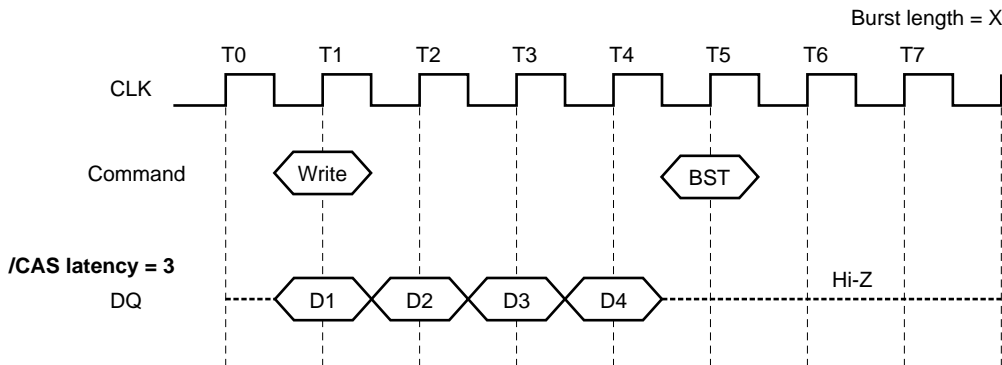 Burst length = X
T0 T1 T2 T3 T4 T5 T6 T7
CLK
Command Write BST
/CAS latency = 3
DQ D1 D2 D3 D4 Hi-Z